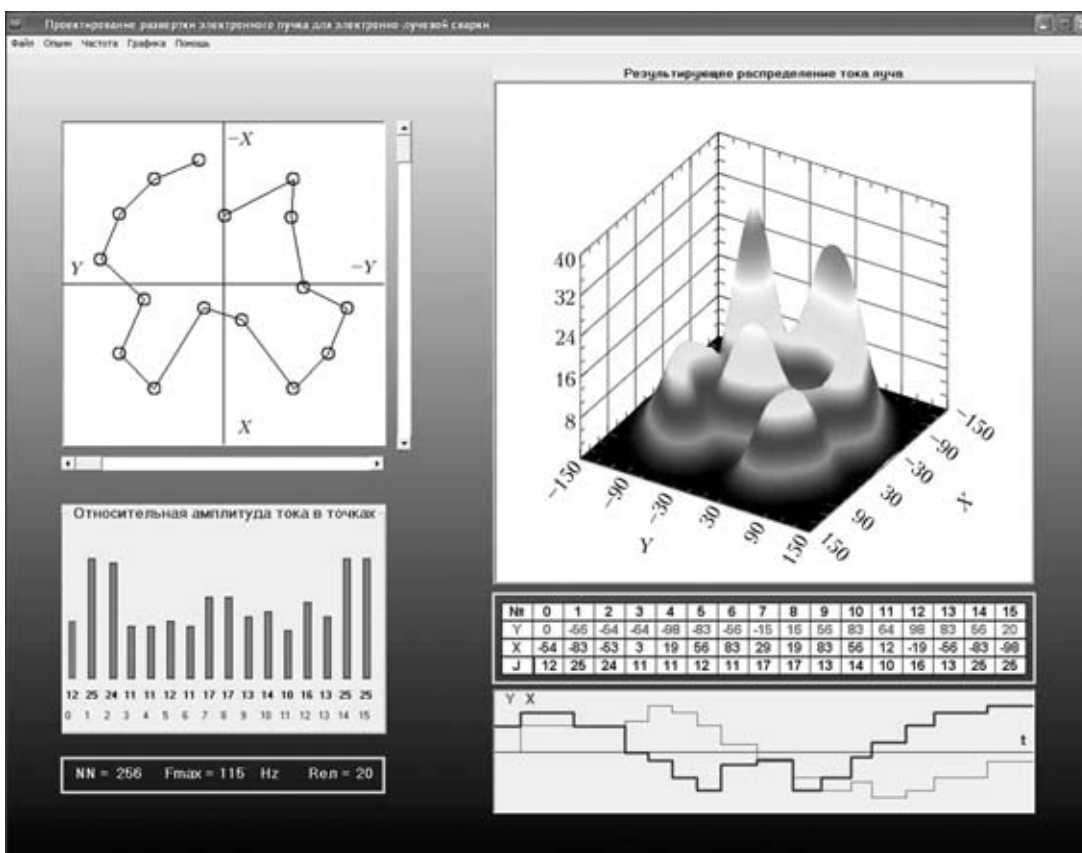 Проектирование развертки электронного пучка для электронно-лучевой сварки
Файл Опции Частота Графика Помощь
-X
Y
-Y
X
Относительная амплитуда тока в точках
12 25 24 11 11 12 11 17 17 13 14 10 16 13 25 25
0 1 2 3 4 5 6 7 8 9 10 11 12 13 14 15
NN = 256 Fmax = 115 Hz Rел = 20
Результирующее распределение тока луча
40
32
24
16
8
-150 -90 -30 30 90 150
Y
150 90 30 -30 -90 -150
X
№ 0 1 2 3 4 5 6 7 8 9 10 11 12 13 14 15
Y 0 -56 -54 -64 -98 -83 -56 -15 16 56 83 64 98 83 56 20
X -54 -83 -53 3 19 56 83 29 19 83 56 12 -19 -56 -83 -98
J 12 25 24 11 11 12 11 17 17 13 14 10 16 13 25 25
Y X
t